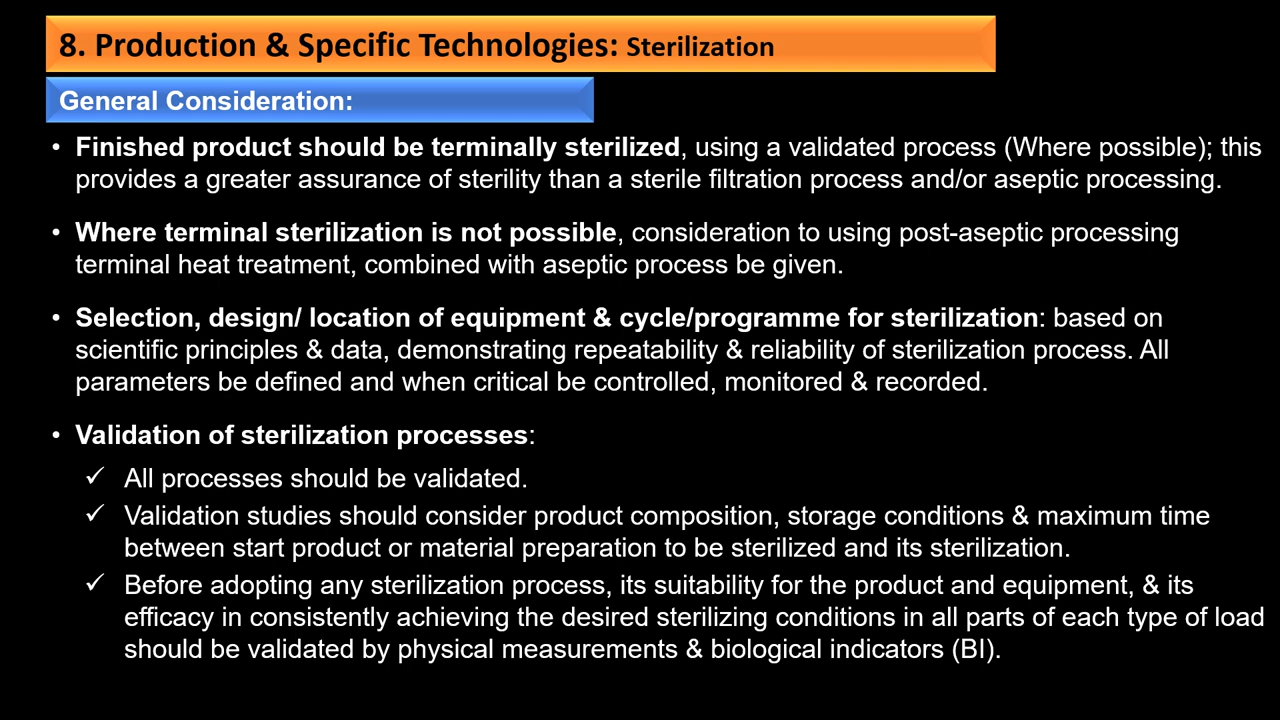 8. Production & Specific Technologies: Sterilization
General Consideration:
• Finished product should be terminally sterilized, using a validated process (Where possible); this
provides a greater assurance of sterility than a sterile filtration process and/or aseptic processing.
• Where terminal sterilization is not possible, consideration to using post-aseptic processing
terminal heat treatment, combined with aseptic process be given.
• Selection, design/ location of equipment & cycle/programme for sterilization: based on
scientific principles & data, demonstrating repeatability & reliability of sterilization process. All
parameters be defined and when critical be controlled, monitored & recorded.
• Validation of sterilization processes:
✓ All processes should be validated.
✓ Validation studies should consider product composition, storage conditions & maximum time
between start product or material preparation to be sterilized and its sterilization.
✓ Before adopting any sterilization process, its suitability for the product and equipment, & its
efficacy in consistently achieving the desired sterilizing conditions in all parts of each type of load
should be validated by physical measurements & biological indicators (BI).